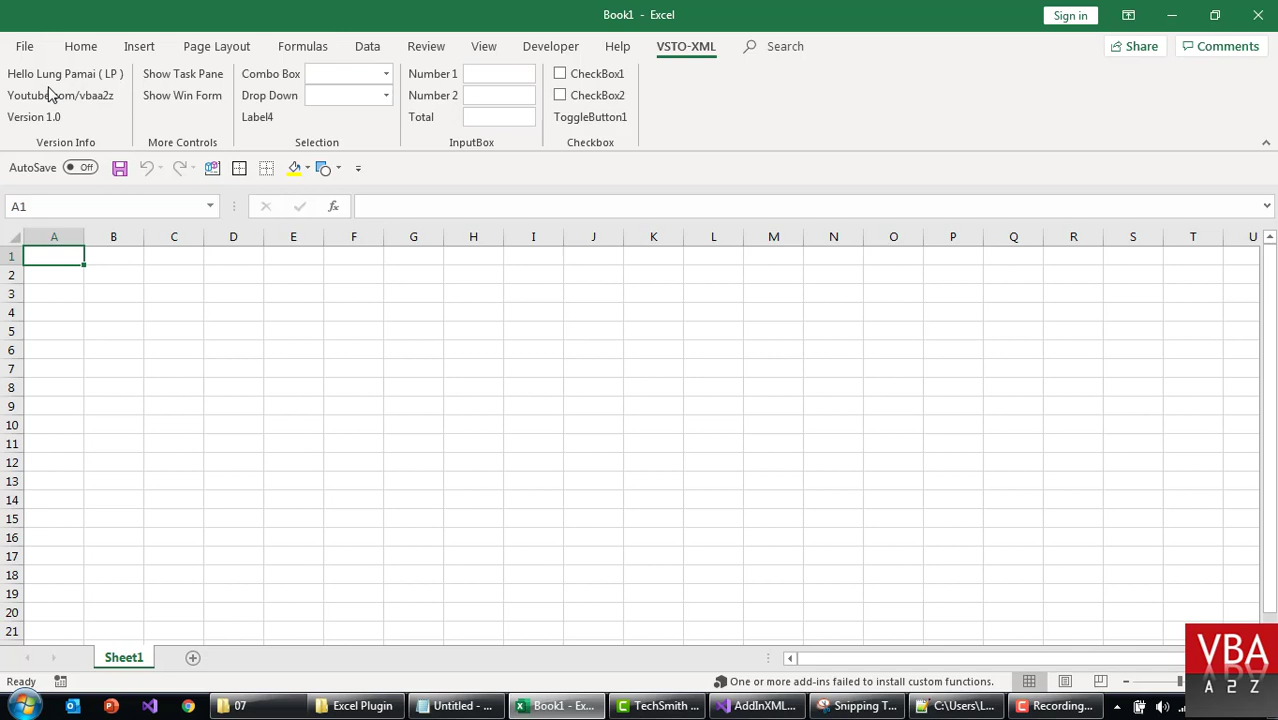 Book1 - Excel
Sign in
File Home Insert Page Layout Formulas Data Review View Developer Help VSTO-XML Search Share Comments
Hello Lung Pamai ( LP ) Show Task Pane Combo Box Number 1 CheckBox1
Show Win Form Drop Down Number 2 CheckBox2
Version 1.0 Label4 Total ToggleButton1
Version Info More Controls Selection InputBox Checkbox
AutoSave Off
A1 fx
A B C D E F G H I J K L M N O P Q R S T U
1
2
3
4
5
6
7
8
9
10
11
12
13
14
15
16
17
18
19
20
21
Sheet1
Ready One or more add-ins failed to install custom functions.
VBA
A 2 Z
07 Excel Plugin Untitled - ... Book1 - Exc... TechSmith ... AddInXML... Snipping T... C:\Users\L... Recording...